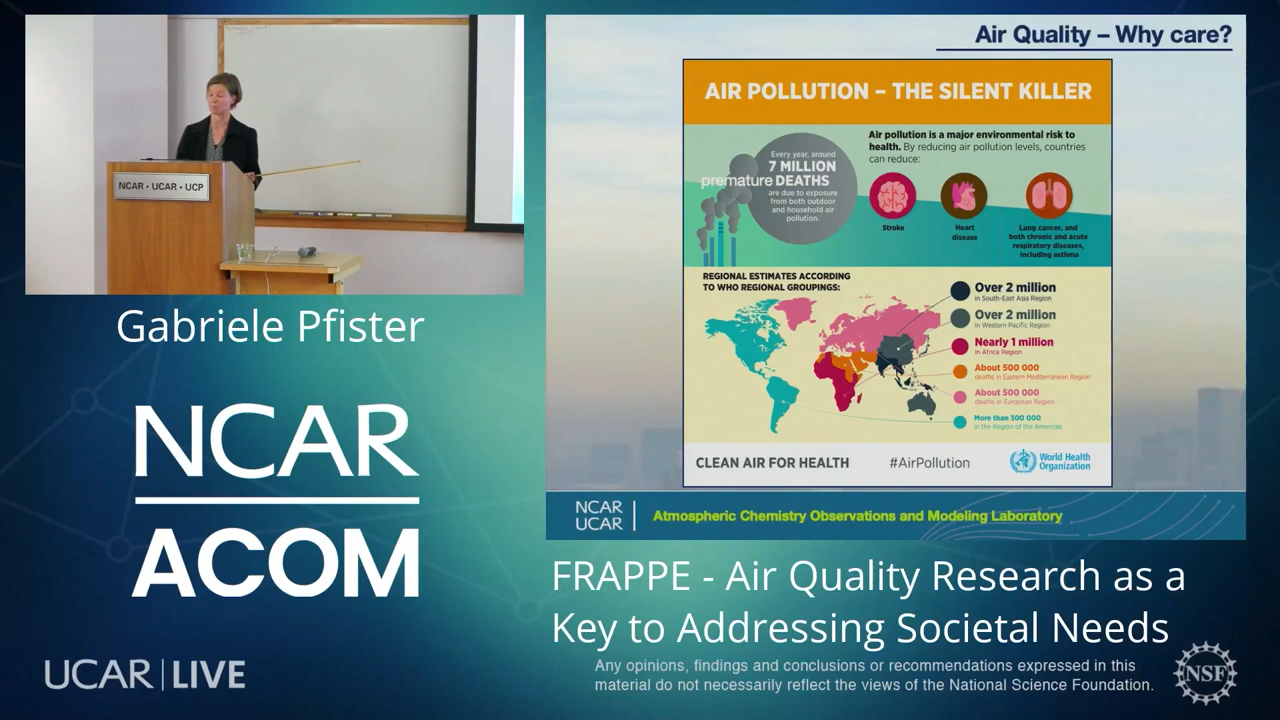 NCAR • UCAR • UCP
Gabriele Pfister
NCAR
ACOM
UCAR | LIVE
Air Quality – Why care?
AIR POLLUTION – THE SILENT KILLER
Every year, around
7 MILLION
premature DEATHS
are due to exposure
from both outdoor
and household air
pollution.
Air pollution is a major environmental risk to
health. By reducing air pollution levels, countries
can reduce:
Stroke
Heart
disease
Lung cancer, and
both chronic and acute
respiratory diseases,
including asthma
REGIONAL ESTIMATES ACCORDING
TO WHO REGIONAL GROUPINGS:
Over 2 million
in South-East Asia Region
Over 2 million
in Western Pacific Region
Nearly 1 million
in Africa Region
About 500 000
deaths in Eastern Mediterranean Region
About 500 000
deaths in European Region
More than 300 000
in the Region of the Americas
CLEAN AIR FOR HEALTH
#AirPollution
World Health
Organization
NCAR
UCAR
Atmospheric Chemistry Observations and Modeling Laboratory
FRAPPE - Air Quality Research as a
Key to Addressing Societal Needs
Any opinions, findings and conclusions or recommendations expressed in this
material do not necessarily reflect the views of the National Science Foundation.
NSF